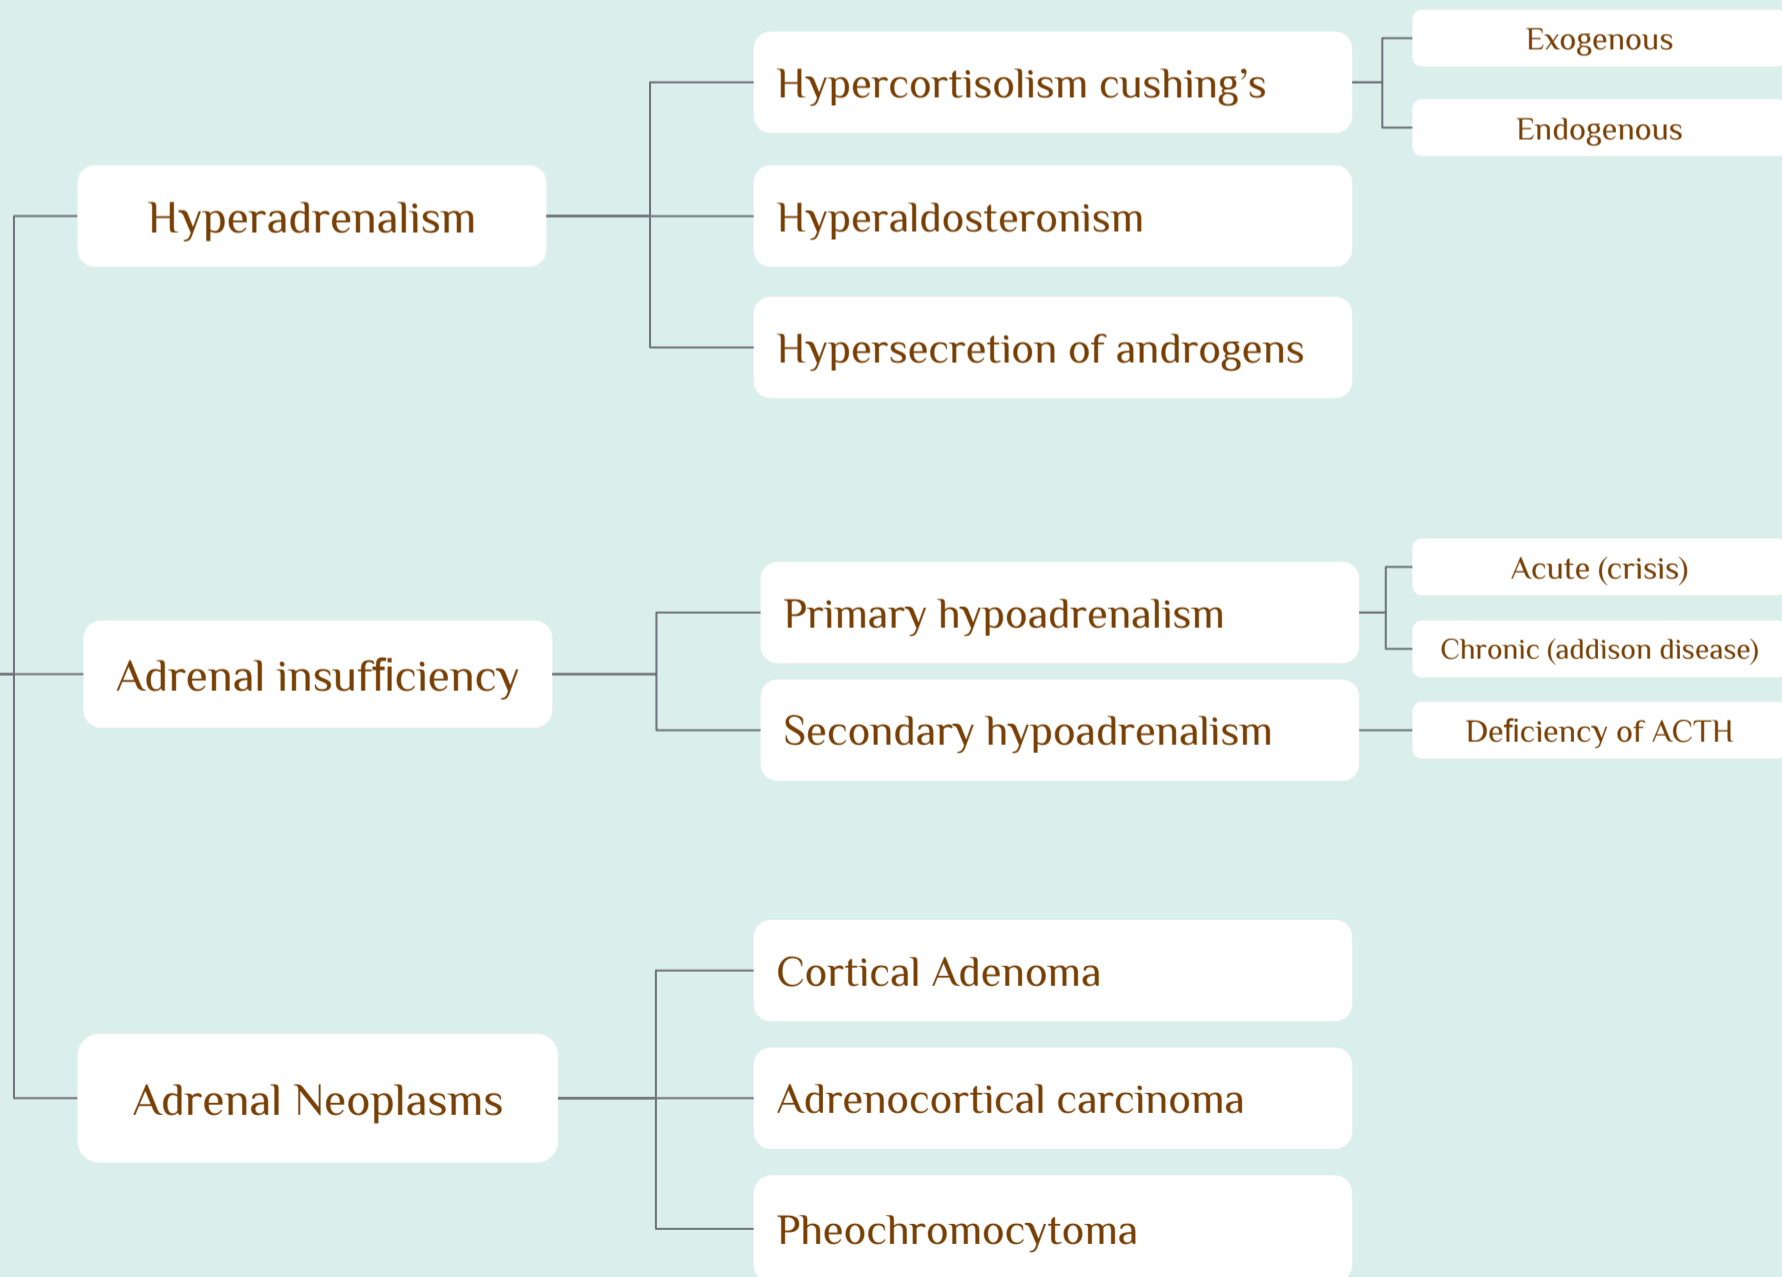 Exogenous
Hypercortisolism cushing’s
Endogenous
Hyperadrenalism
Hyperaldosteronism
Hypersecretion of androgens
Acute (crisis)
Primary hypoadrenalism
Chronic (addison disease)
Adrenal insufficiency
Secondary hypoadrenalism
Deficiency of ACTH
Cortical Adenoma
Adrenal Neoplasms
Adrenocortical carcinoma
Pheochromocytoma